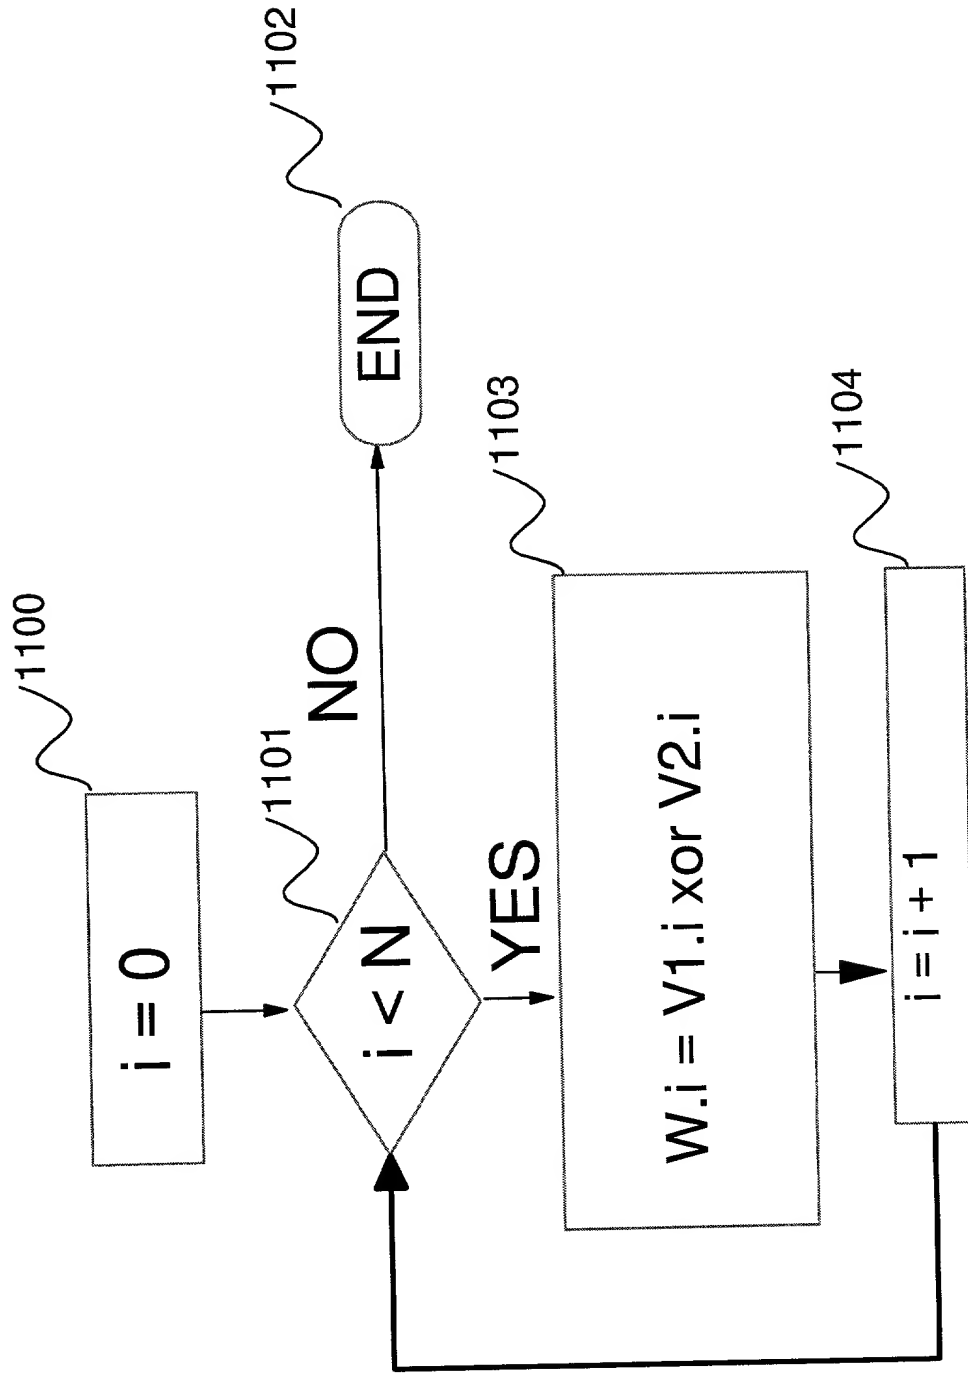 1100
i = 0
1101
i < N
NO
1102
END
YES
1103
W.i = V1.i xor V2.i
1104
i = i + 1